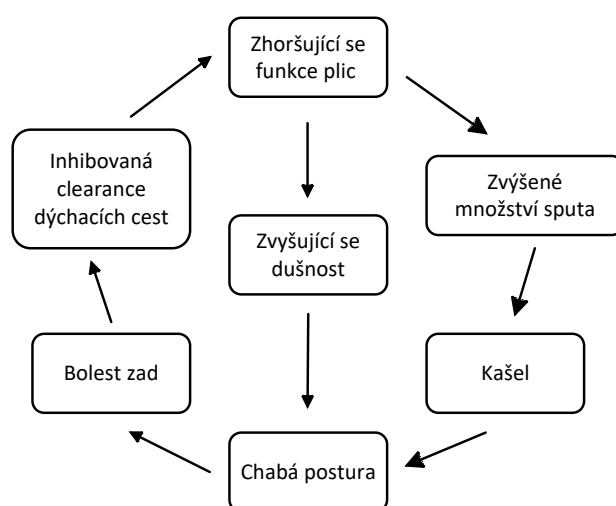 Zhoršující se
funkce plic
Inhibovaná
clearance
dýchacích cest
Zvýšené
množství sputa
Zvyšující se
dušnost
Bolest zad
Kašel
Chabá postura